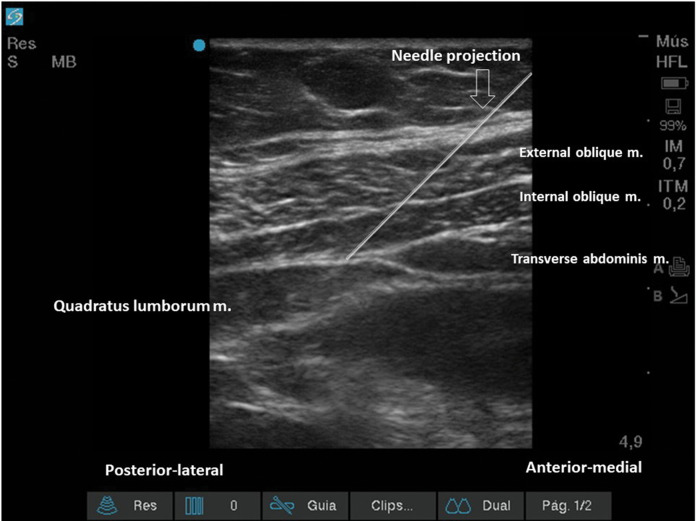 Res
S MB
Needle projection
Mús
HFL
99%
IM
0,7
ITM
0,2
External oblique m.
Internal oblique m.
Transverse abdominis m.
A
B
Quadratus lumborum m.
4,9
Posterior-lateral
Anterior-medial
Res 0 Guia Clips... Dual Pág. 1/2